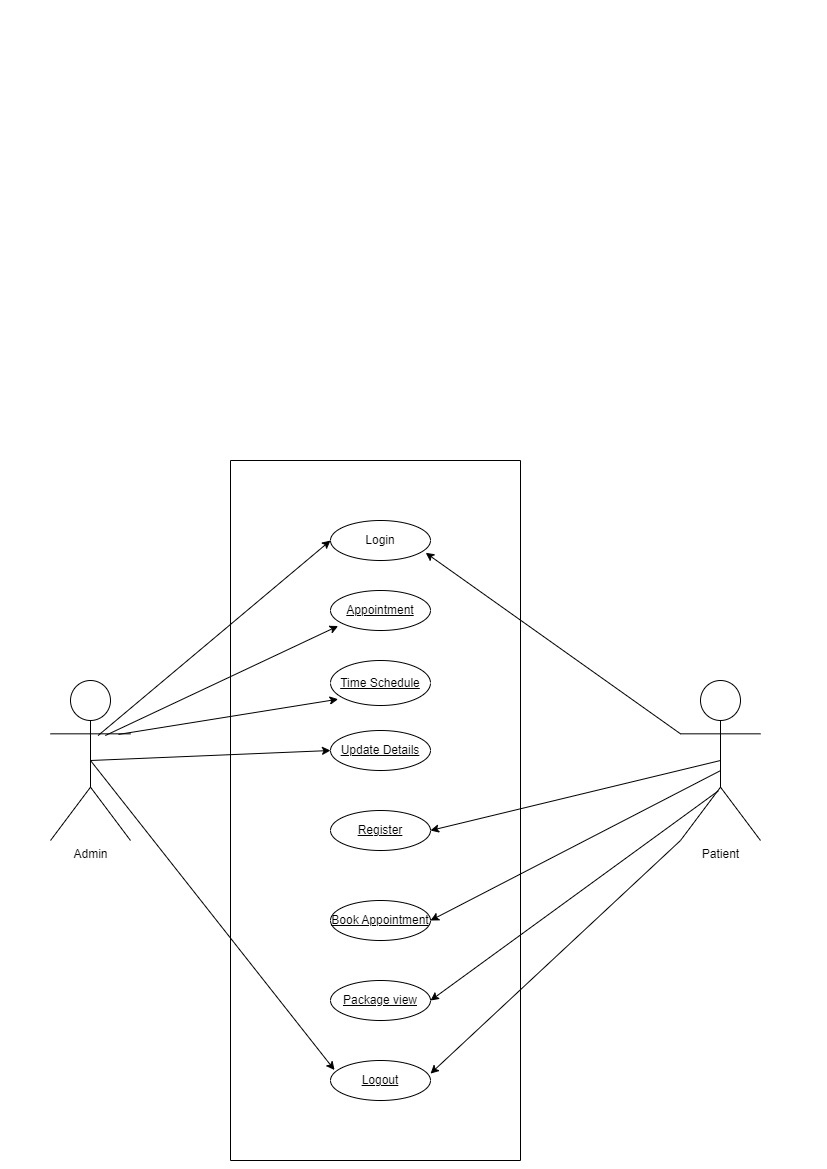 Login
Appointment
Time Schedule
Update Details
Register
Admin
Patient
Book Appointment
Package view
Logout